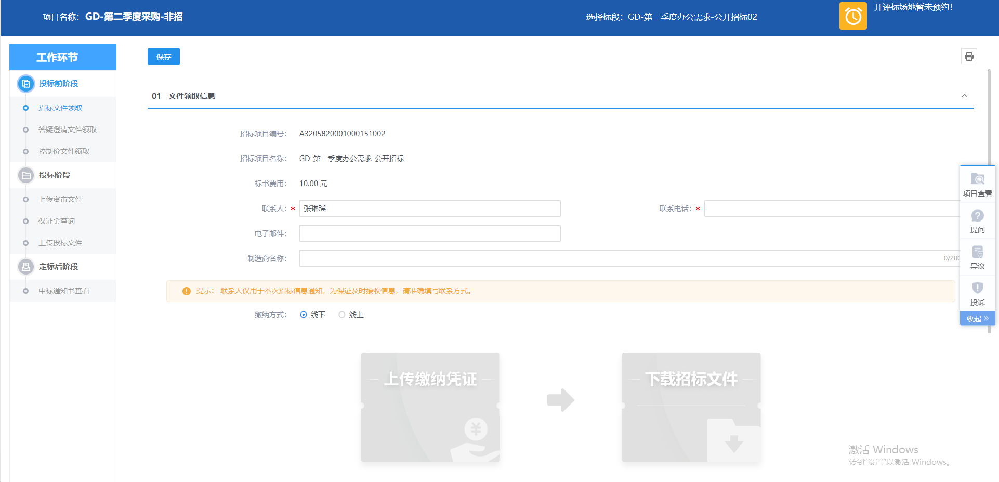 项目名称：GD-第二季度采购-非招
选择标段：GD-第一季度办公需求-公开招标02
开评标场地暂未预约！
工作环节
投标前阶段
招标文件领取
答疑澄清文件领取
控制价文件领取
投标阶段
上传资审文件
保证金查询
上传投标文件
定标后阶段
中标通知书查看
保存
01 文件领取信息
招标项目编号： A3205820001000151002
招标项目名称： GD-第一季度办公需求-公开招标
标书费用： 10.00 元
联系人：* 张琳瑶
联系电话：*
电子邮件：
制造商名称： 0/200
提示： 联系人仅用于本次招标信息通知，为保证及时接收信息，请准确填写联系方式。
缴纳方式： 线下 线上
上传缴纳凭证
¥
下载招标文件
项目查看
提问
异议
投诉
收起
激活 Windows
转到"设置"以激活 Windows。